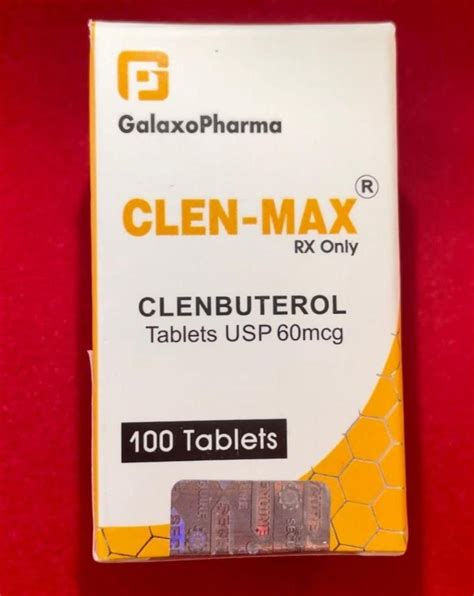 GalaxoPharma
CLEN-MAX®
RX Only
CLENBUTEROL
Tablets USP 60mcg
100 Tablets